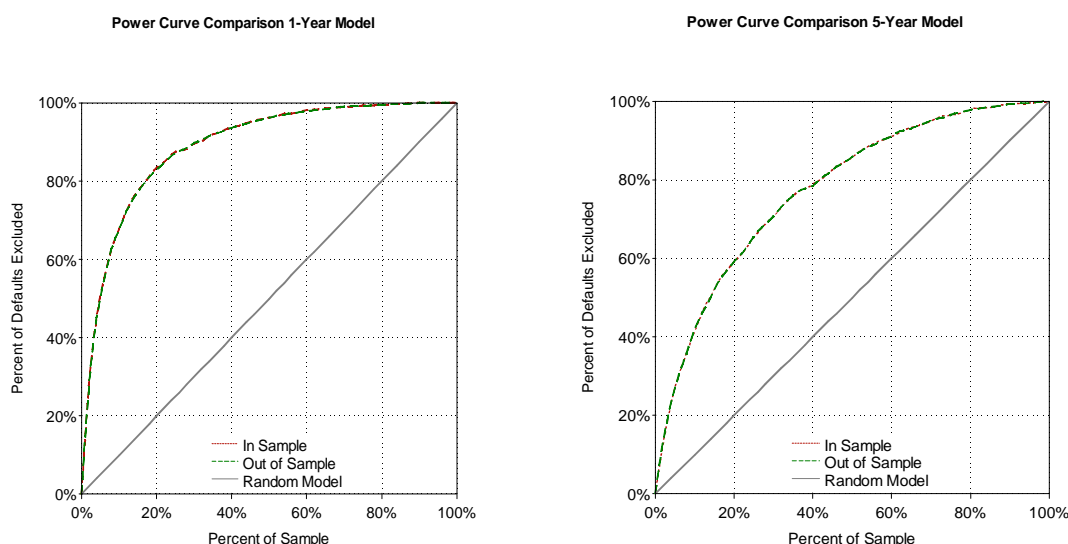 Power Curve Comparison 1-Year Model
100%
80%
60%
40%
20%
0%
Percent of Defaults Excluded
In Sample
Out of Sample
Random Model
0% 20% 40% 60% 80% 100%
Percent of Sample
Power Curve Comparison 5-Year Model
100%
80%
60%
40%
20%
0%
Percent of Defaults Excluded
In Sample
Out of Sample
Random Model
0% 20% 40% 60% 80% 100%
Percent of Sample